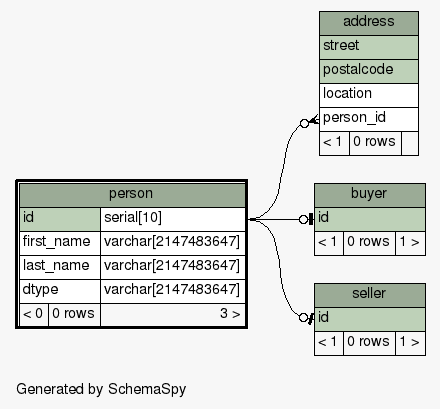 address
street
postalcode
location
person_id
< 1 0 rows
person
id serial[10]
first_name varchar[2147483647]
last_name varchar[2147483647]
dtype varchar[2147483647]
< 0 0 rows 3 >
buyer
id
< 1 0 rows 1 >
seller
id
< 1 0 rows 1 >
Generated by SchemaSpy